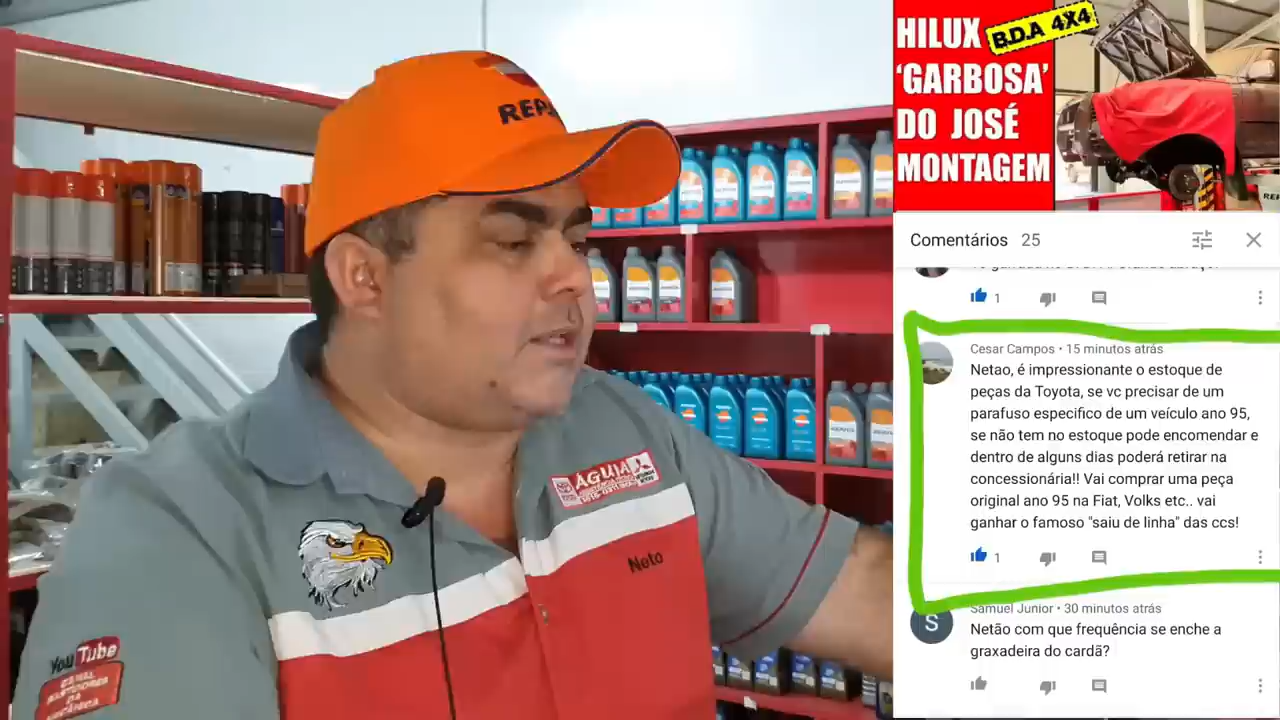 HILUX B.D.A 4X4
'GARBOSA'
DO JOSÉ
MONTAGEM
Comentários 25
1
Cesar Campos • 15 minutos atrás
Netao, é impressionante o estoque de
peças da Toyota, se vc precisar de um
parafuso especifico de um veículo ano 95,
se não tem no estoque pode encomendar e
dentro de alguns dias poderá retirar na
concessionária!! Vai comprar uma peça
original ano 95 na Fiat, Volks etc.. vai
ganhar o famoso "saiu de linha" das ccs!
1
Samuel Junior • 30 minutos atrás
S
Netão com que frequência se enche a
graxadeira do cardã?
ÁGUIA
Neto
YouTube
CANAL